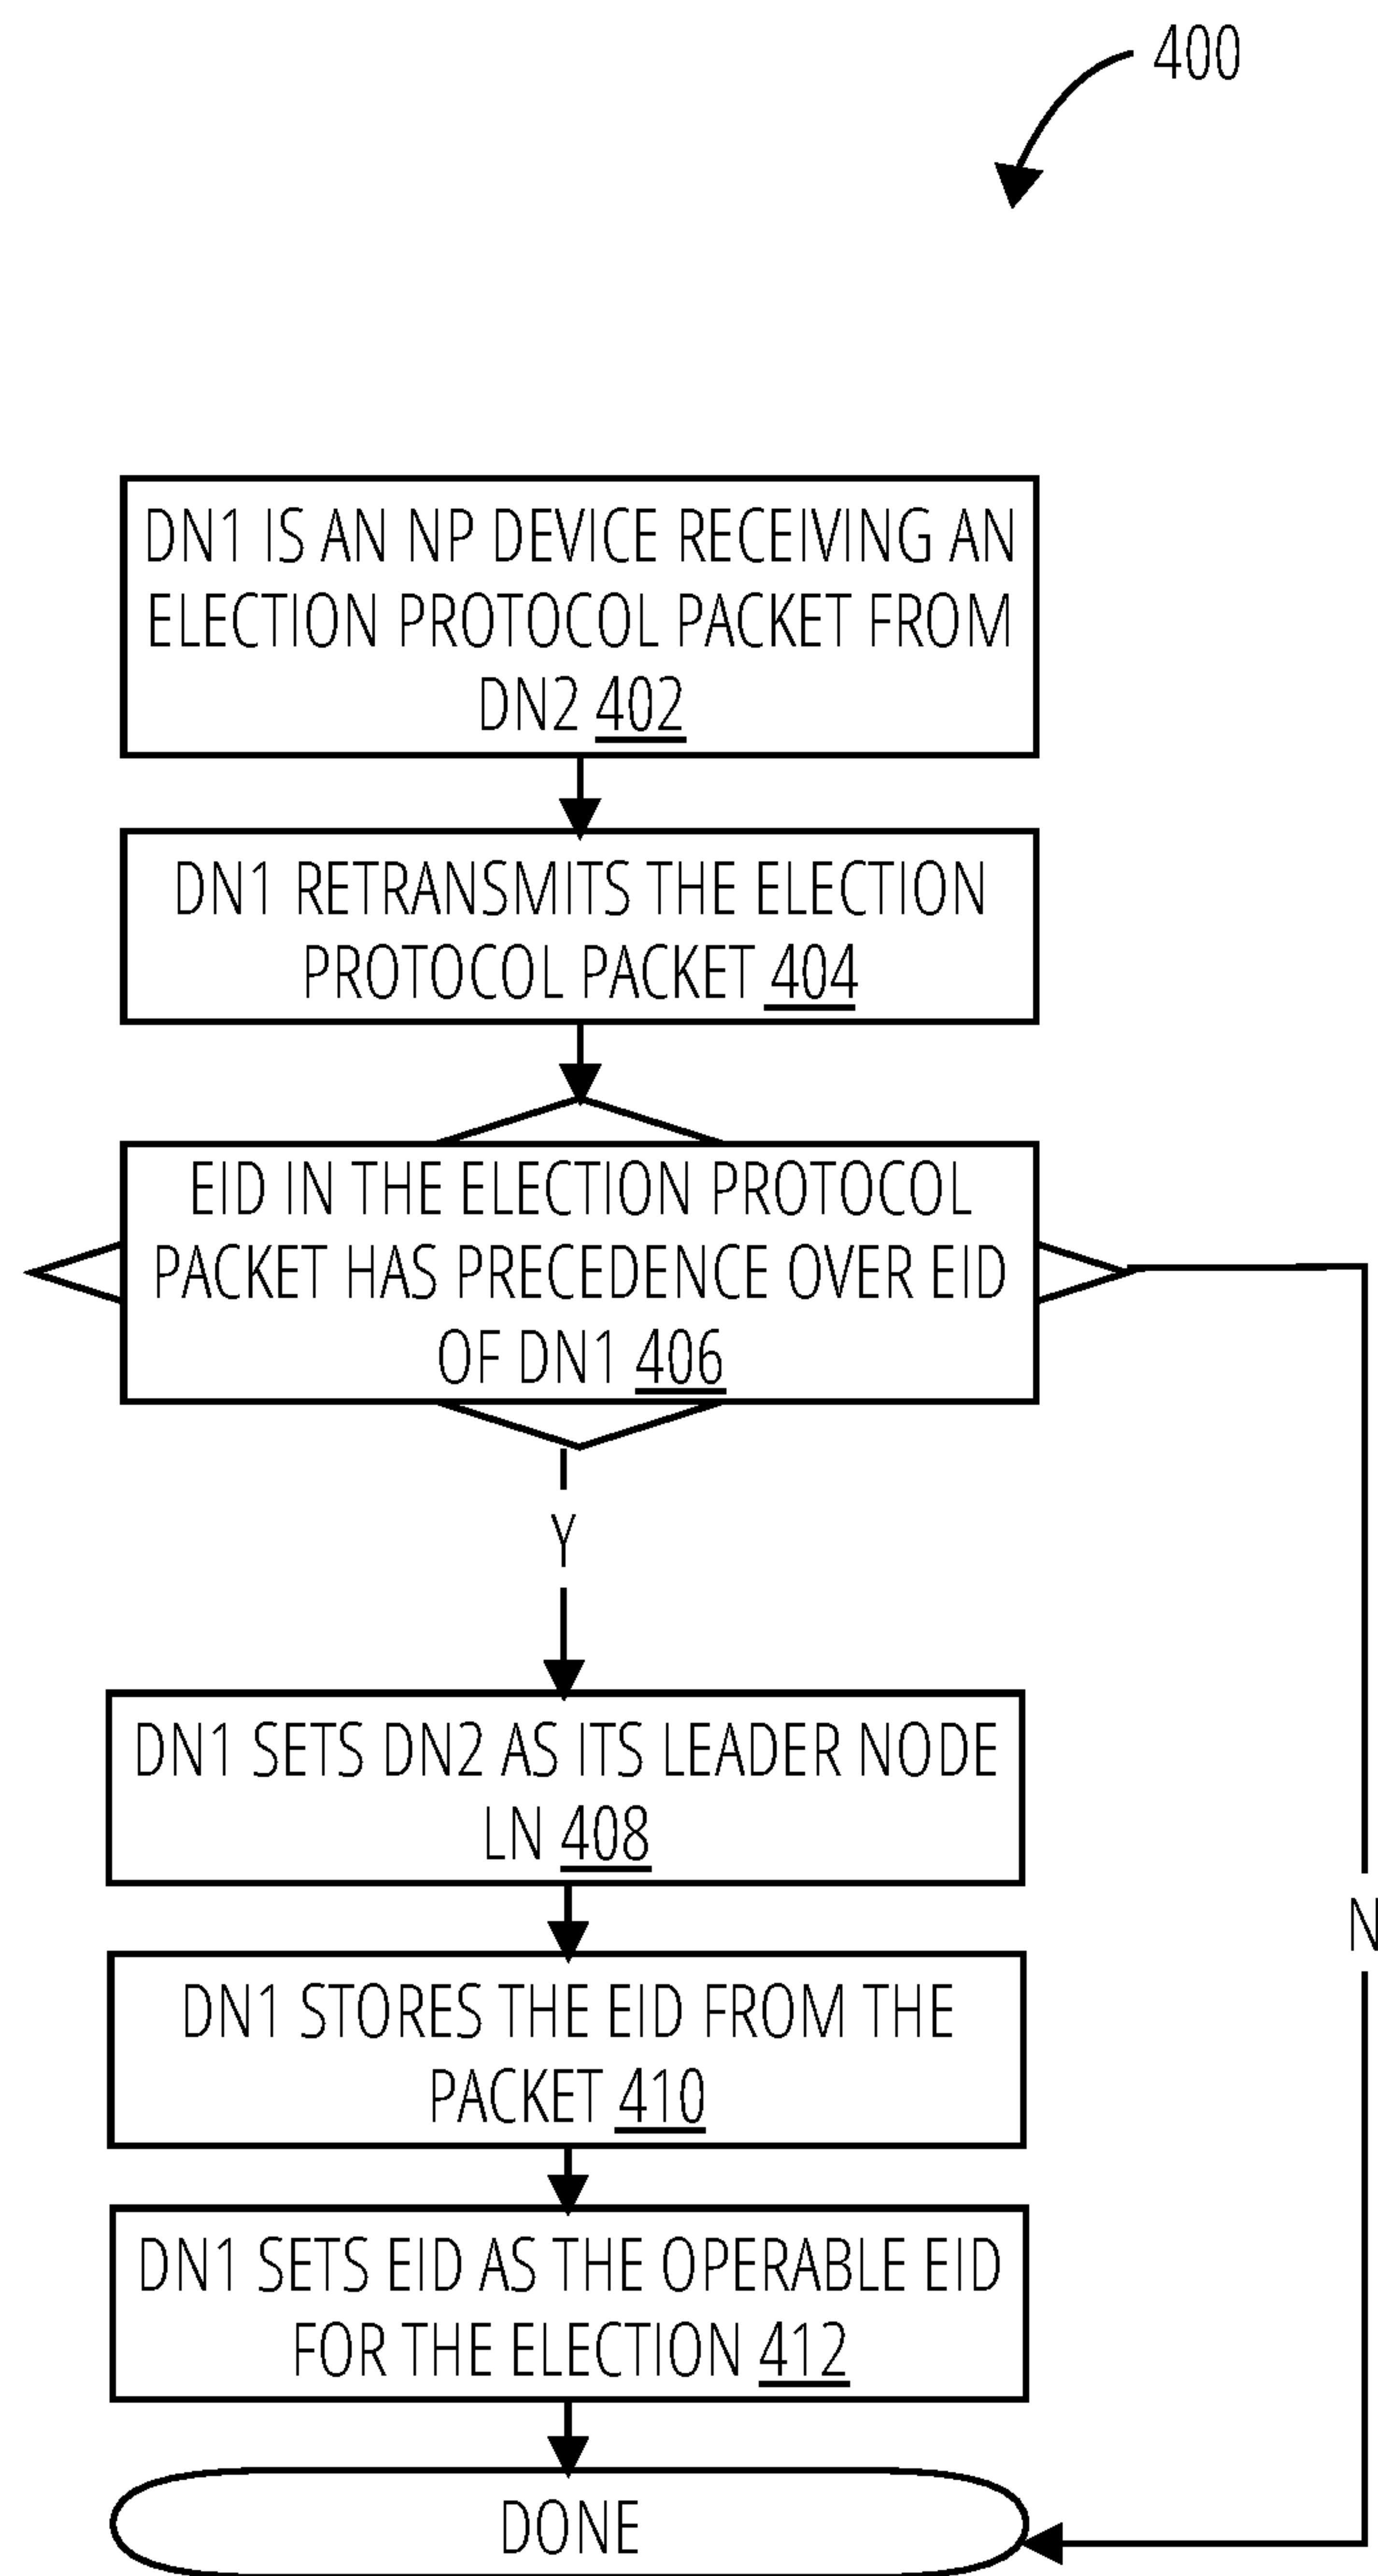 400
DN1 IS AN NP DEVICE RECEIVING AN
ELECTION PROTOCOL PACKET FROM
DN2 402
DN1 RETRANSMITS THE ELECTION
PROTOCOL PACKET 404
EID IN THE ELECTION PROTOCOL
PACKET HAS PRECEDENCE OVER EID
OF DN1 406
Y
DN1 SETS DN2 AS ITS LEADER NODE
LN 408
N
DN1 STORES THE EID FROM THE
PACKET 410
DN1 SETS EID AS THE OPERABLE EID
FOR THE ELECTION 412
DONE